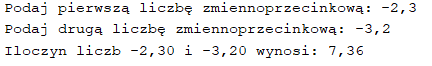 Podaj pierwszą liczbę zmiennoprzecinkową: -2,3
Podaj drugą liczbę zmiennoprzecinkową: -3,2
Iloczyn liczb -2,30 i -3,20 wynosi: 7,36